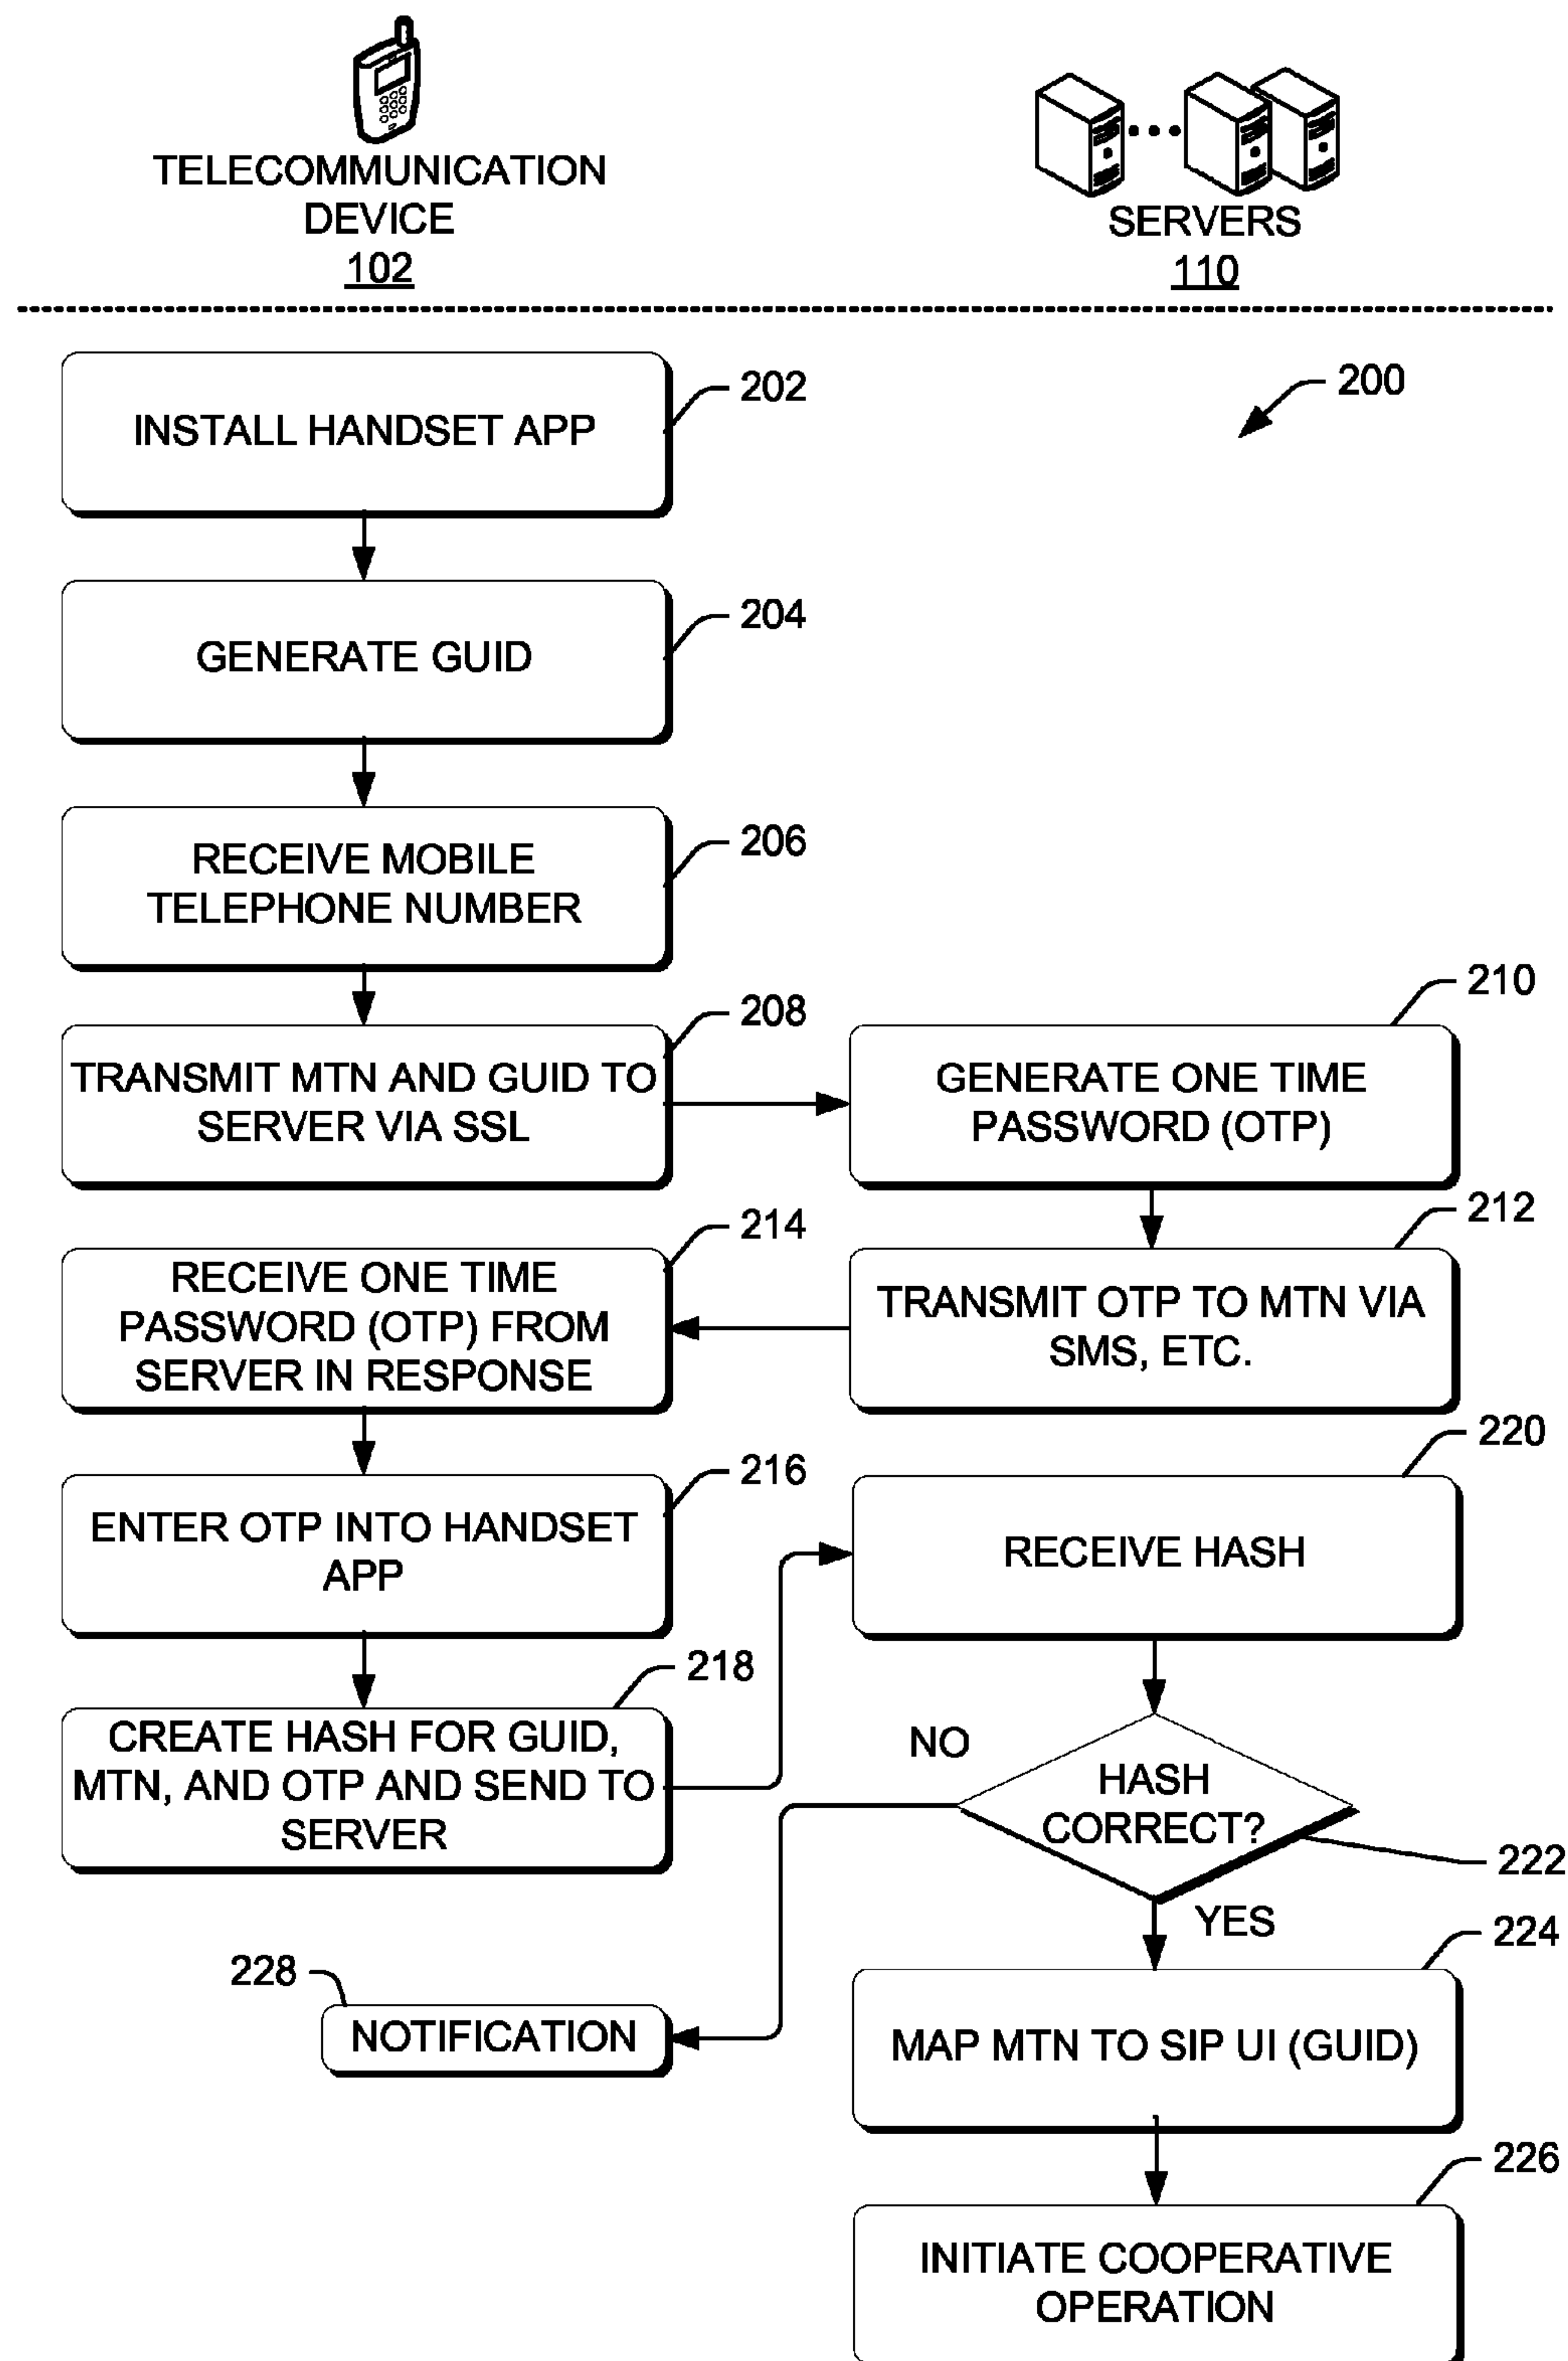 TELECOMMUNICATION
DEVICE
102
SERVERS
110
200
202
INSTALL HANDSET APP
204
GENERATE GUID
206
RECEIVE MOBILE
TELEPHONE NUMBER
208
TRANSMIT MTN AND GUID TO
SERVER VIA SSL
210
GENERATE ONE TIME
PASSWORD (OTP)
212
TRANSMIT OTP TO MTN VIA
SMS, ETC.
214
RECEIVE ONE TIME
PASSWORD (OTP) FROM
SERVER IN RESPONSE
216
ENTER OTP INTO HANDSET
APP
218
CREATE HASH FOR GUID,
MTN, AND OTP AND SEND TO
SERVER
220
RECEIVE HASH
NO
HASH
CORRECT?
222
YES
224
MAP MTN TO SIP UI (GUID)
228
NOTIFICATION
226
INITIATE COOPERATIVE
OPERATION